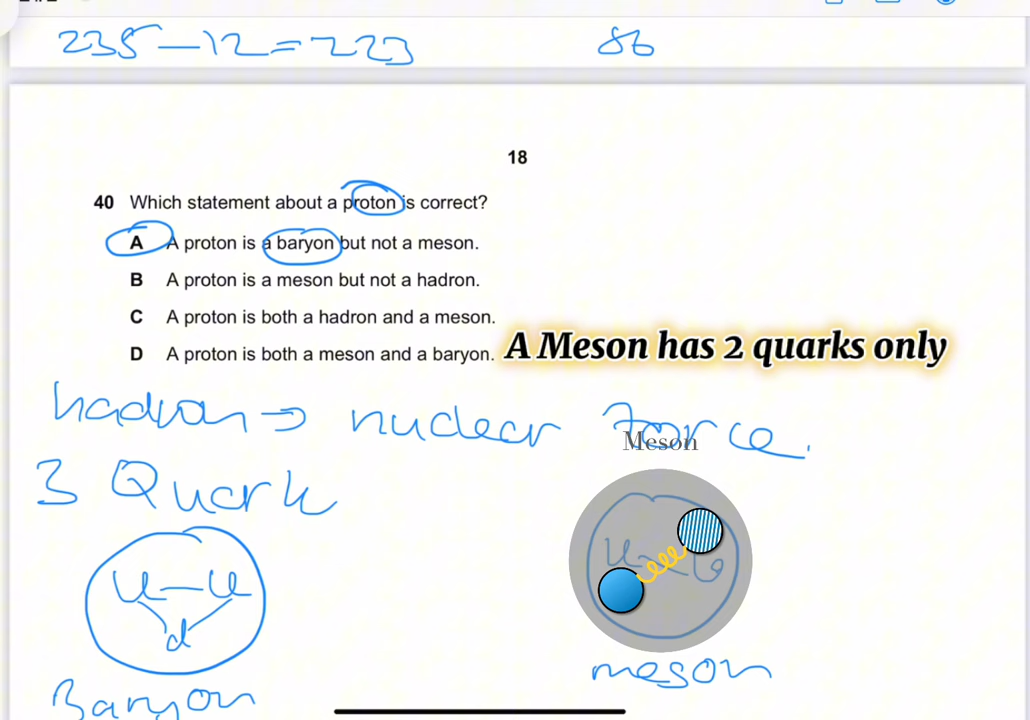 235 - 12 = 223
86
18
40 Which statement about a proton is correct?
A A proton is a baryon but not a meson.
B A proton is a meson but not a hadron.
C A proton is both a hadron and a meson.
D A proton is both a meson and a baryon.
A Meson has 2 quarks only
hadron → nuclear Force.
Meson
3 Quark
u - u
d
meson
Baryon